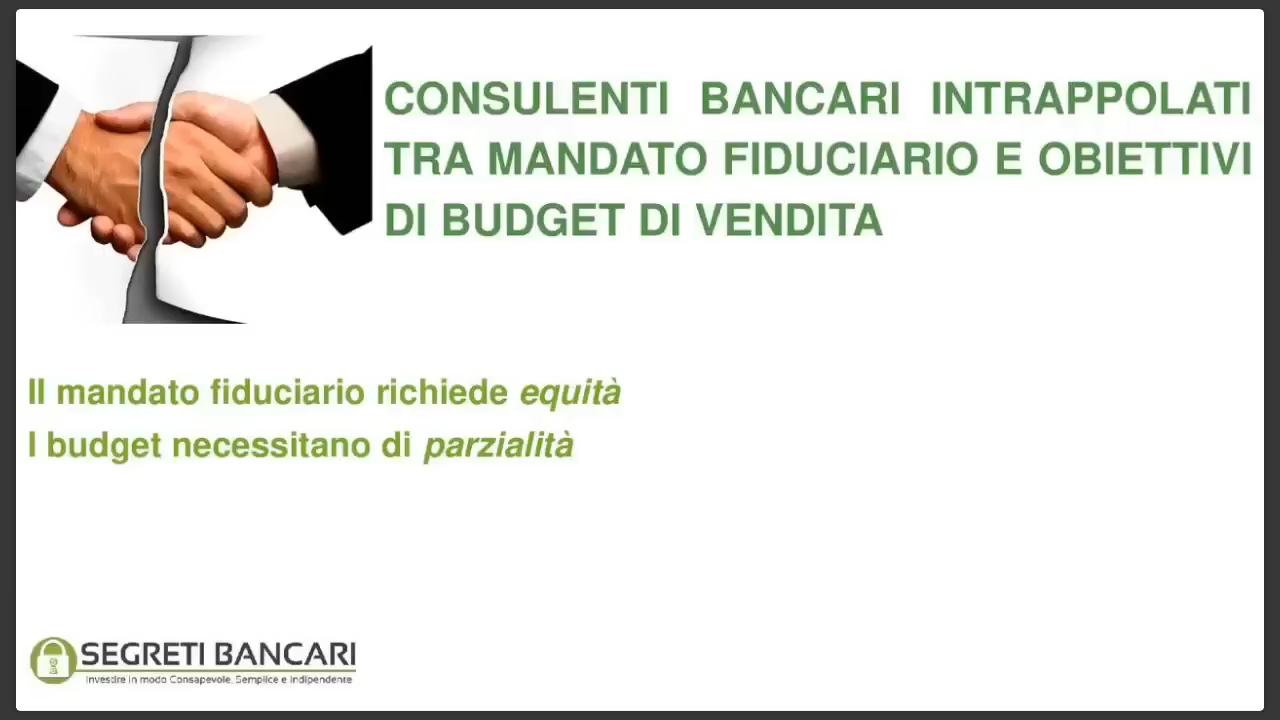 CONSULENTI BANCARI INTRAPPOLATI
TRA MANDATO FIDUCIARIO E OBIETTIVI
DI BUDGET DI VENDITA
Il mandato fiduciario richiede equità
I budget necessitano di parzialità
SEGRETI BANCARI
Investire in modo Consapevole, Semplice e Indipendente